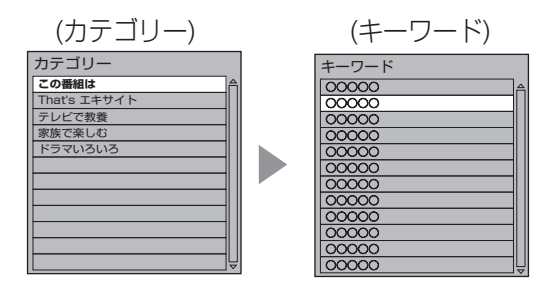 (カテゴリー)
カテゴリー
この番組は
That's エキサイト
テレビで教養
家族で楽しむ
ドラマいろいろ
(キーワード)
キーワード
○○○○○
○○○○○
○○○○○
○○○○○
○○○○○
○○○○○
○○○○○
○○○○○
○○○○○
○○○○○
○○○○○
○○○○○